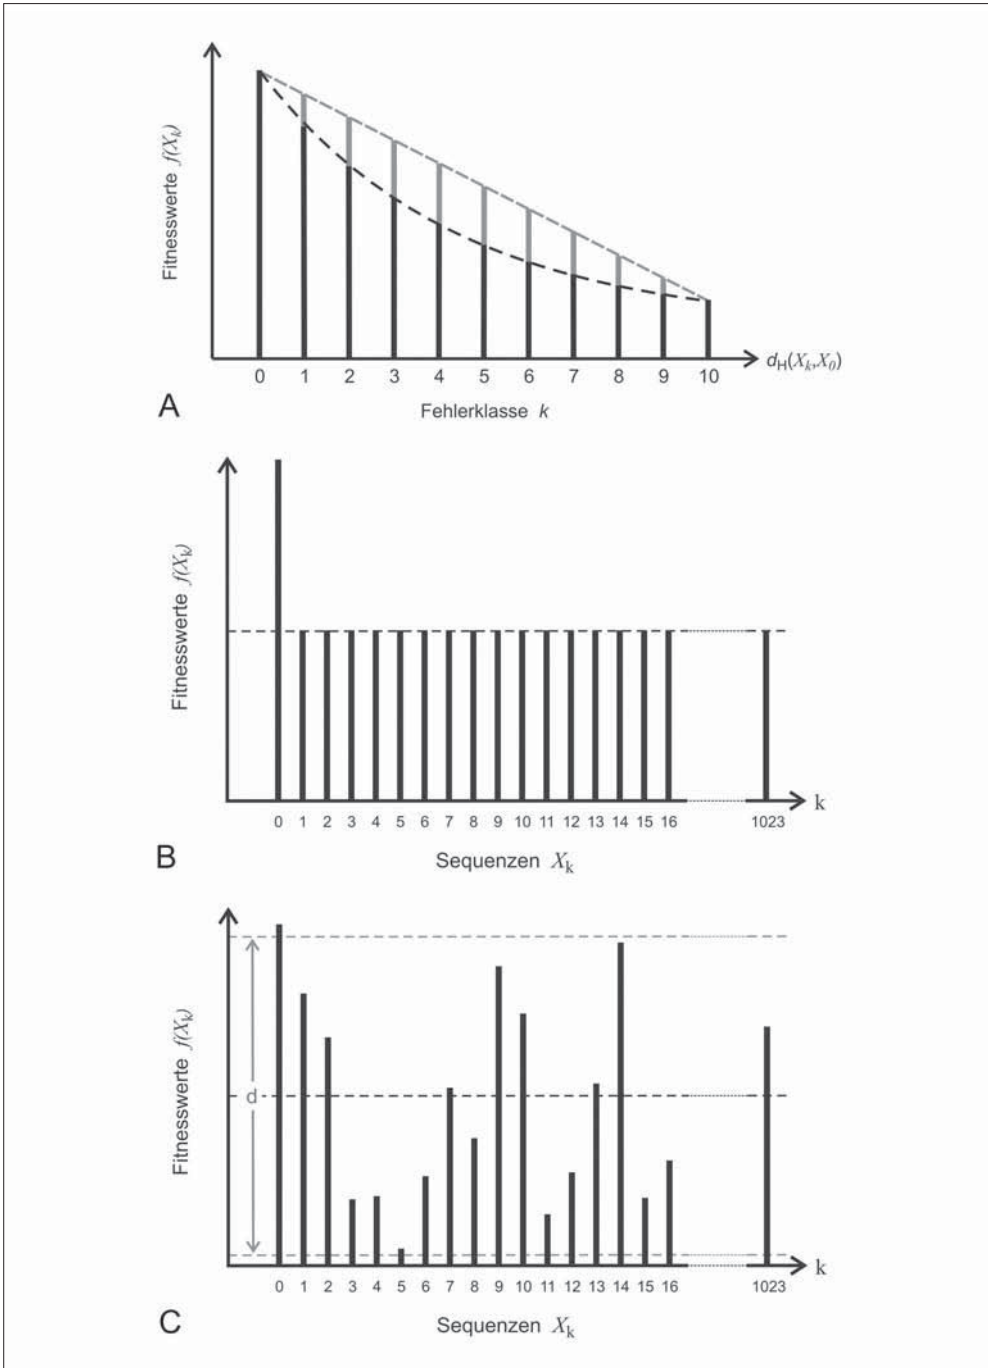 Fitnesswerte f(Xk)
0 1 2 3 4 5 6 7 8 9 10
dH(Xk,X0)
Fehlerklasse k
A
Fitnesswerte f(Xk)
0 1 2 3 4 5 6 7 8 9 10 11 12 13 14 15 16 1023
k
Sequenzen Xk
B
Fitnesswerte f(Xk)
d
0 1 2 3 4 5 6 7 8 9 10 11 12 13 14 15 16 1023
k
Sequenzen Xk
C